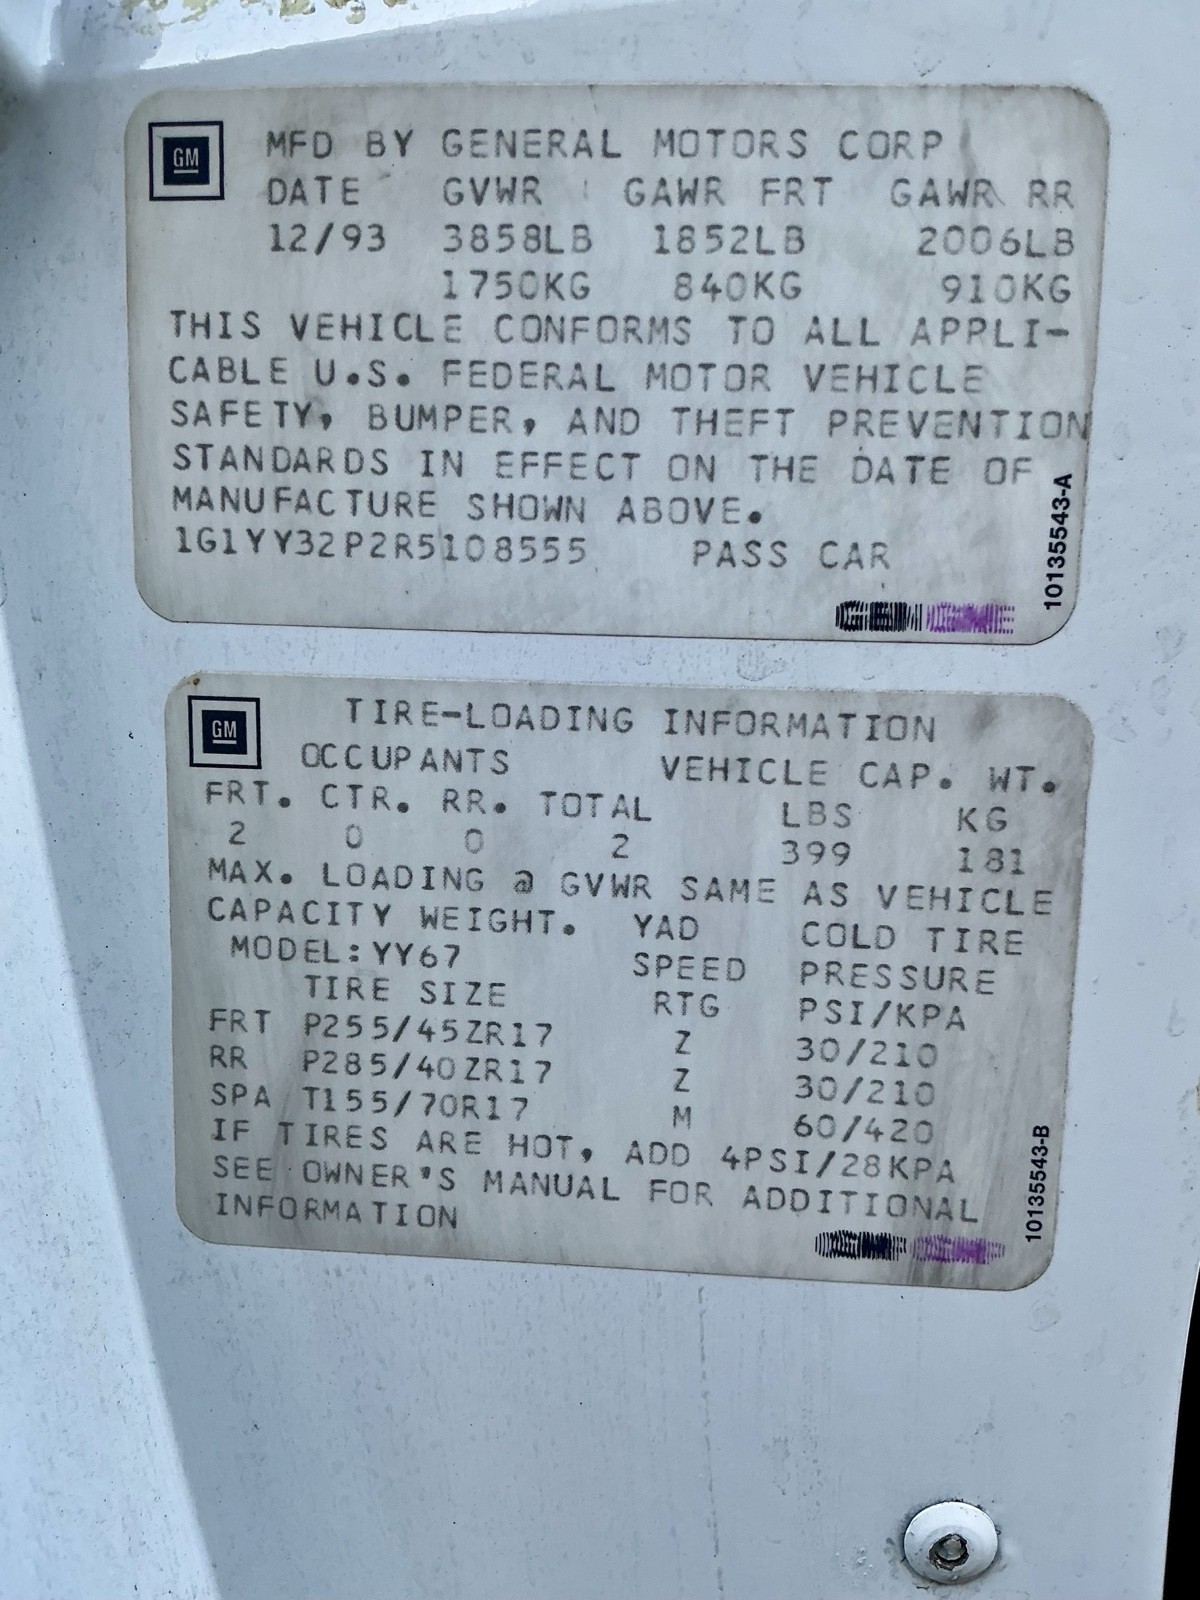 GM
MFD BY GENERAL MOTORS CORP
DATE GVWR GAWR FRT GAWR RR
12/93 3858LB 1852LB 2006LB
1750KG 840KG 910KG
THIS VEHICLE CONFORMS TO ALL APPLI-
CABLE U.S. FEDERAL MOTOR VEHICLE
SAFETY, BUMPER, AND THEFT PREVENTION
STANDARDS IN EFFECT ON THE DATE OF
MANUFACTURE SHOWN ABOVE.
1G1YY32P2R5108555 PASS CAR
10135543-A
GM
TIRE-LOADING INFORMATION
OCCUPANTS VEHICLE CAP. WT.
FRT. CTR. RR. TOTAL LBS KG
2 0 0 2 399 181
MAX. LOADING @ GVWR SAME AS VEHICLE
CAPACITY WEIGHT. YAD COLD TIRE
MODEL:YY67 SPEED PRESSURE
TIRE SIZE RTG PSI/KPA
FRT P255/45ZR17 Z 30/210
RR P285/40ZR17 Z 30/210
SPA T155/70R17 M 60/420
IF TIRES ARE HOT, ADD 4PSI/28KPA
SEE OWNER'S MANUAL FOR ADDITIONAL
INFORMATION
10135543-B